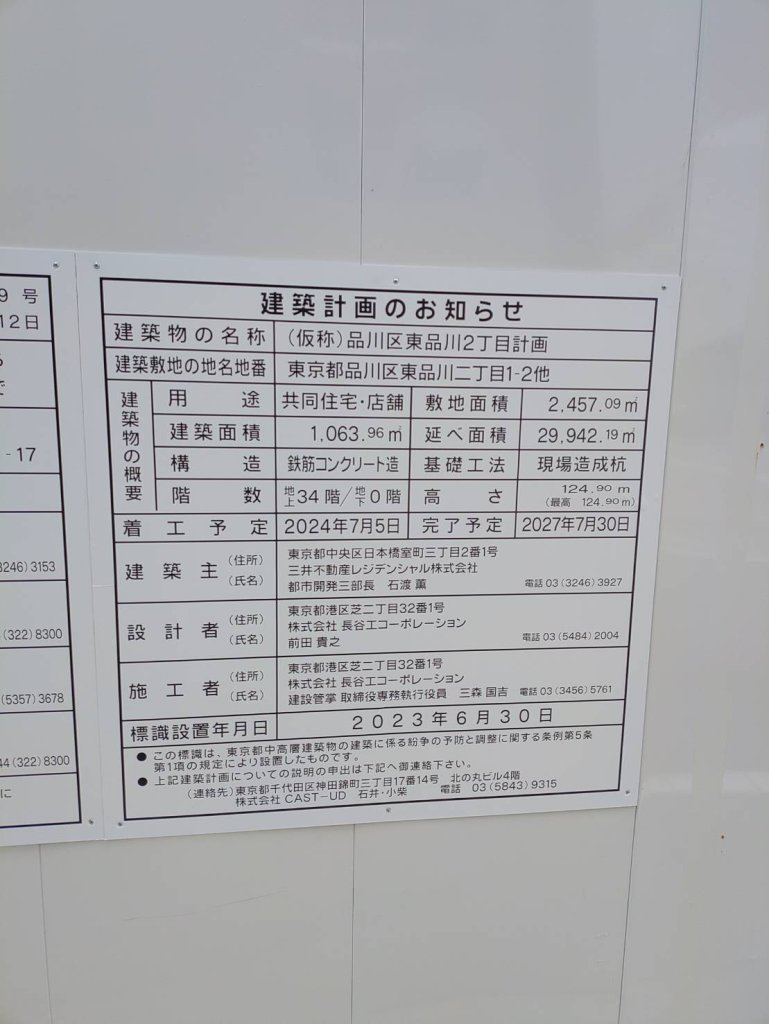 9 号
12日
- 17
3246) 3153
(322) 8300
(5357) 3678
44 (322) 8300
に
建築計画のお知らせ
建築物の名称 (仮称)品川区東品川2丁目計画
建築敷地の地名地番 東京都品川区東品川二丁目1-2他
建築物の概要
用途 共同住宅・店舗 敷地面積 2,457.09㎡
建築面積 1,063.96㎡ 延べ面積 29,942.19㎡
構造 鉄筋コンクリート造 基礎工法 現場造成杭
階数 地上34階/地下0階 高さ 124.90 m
(最高 124.90m)
着工予定 2024年7月5日 完了予定 2027年7月30日
建築主 (住所) 東京都中央区日本橋室町三丁目2番1号
(氏名) 三井不動産レジデンシャル株式会社
都市開発三部長 石渡 薫 電話 03 (3246) 3927
設計者 (住所) 東京都港区芝二丁目32番1号
(氏名) 株式会社 長谷工コーポレーション
前田 貴之 電話 03 (5484) 2004
施工者 (住所) 東京都港区芝二丁目32番1号
(氏名) 株式会社 長谷工コーポレーション
建設管掌 取締役専務執行役員 三森 国吉 電話 03 (3456) 5761
標識設置年月日 2023年6月30日
● この標識は、東京都中高層建築物の建築に係る紛争の予防と調整に関する条例第5条
第1項の規定により設置したものです。
● 上記建築計画についての説明の申出は下記へ御連絡下さい。
(連絡先) 東京都千代田区神田錦町三丁目17番14号 北の丸ビル4階
株式会社 CAST-UD 石井・小柴 電話 03 (5843) 9315